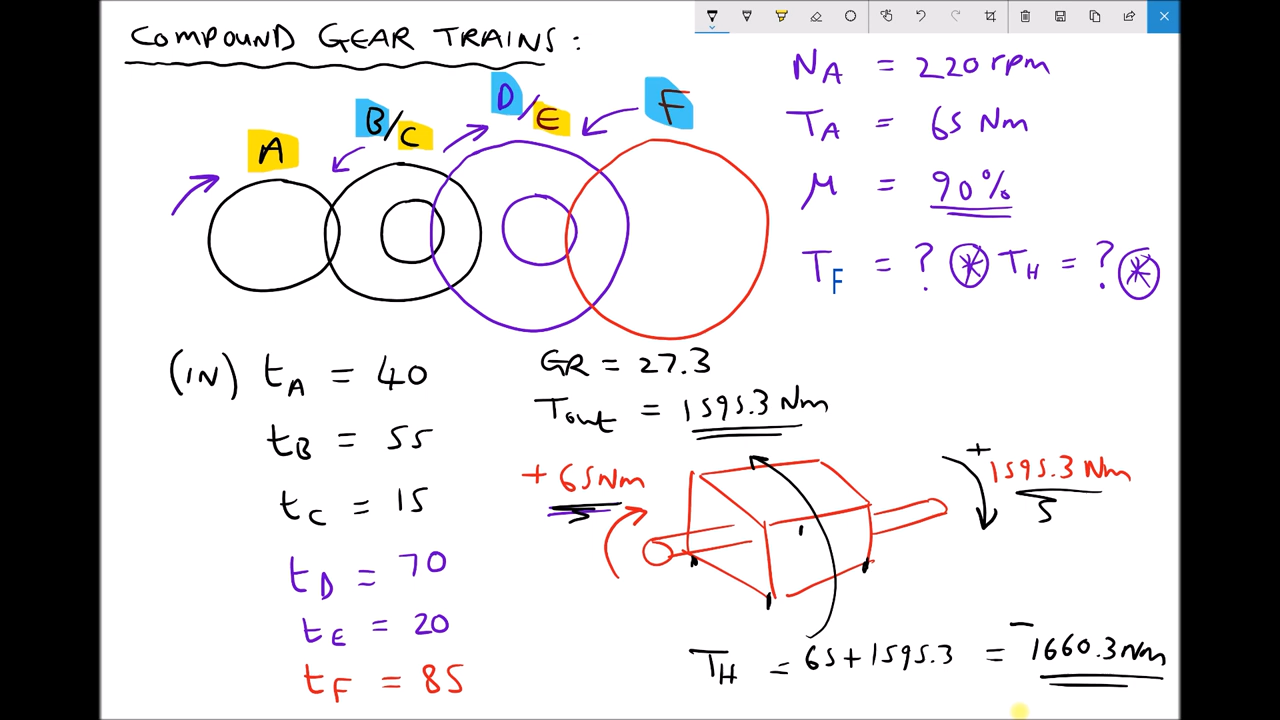 COMPOUND GEAR TRAINS:
A
B/C
D/E
F
NA = 220 rpm
TA = 65 Nm
μ = 90%
TF = ? * TH = ? *
(IN) tA = 40
tB = 55
tC = 15
tD = 70
tE = 20
tF = 85
GR = 27.3
Tout = 1595.3 Nm
+ 65Nm
+ 1595.3 Nm
TH = 65 + 1595.3 = -1660.3 Nm